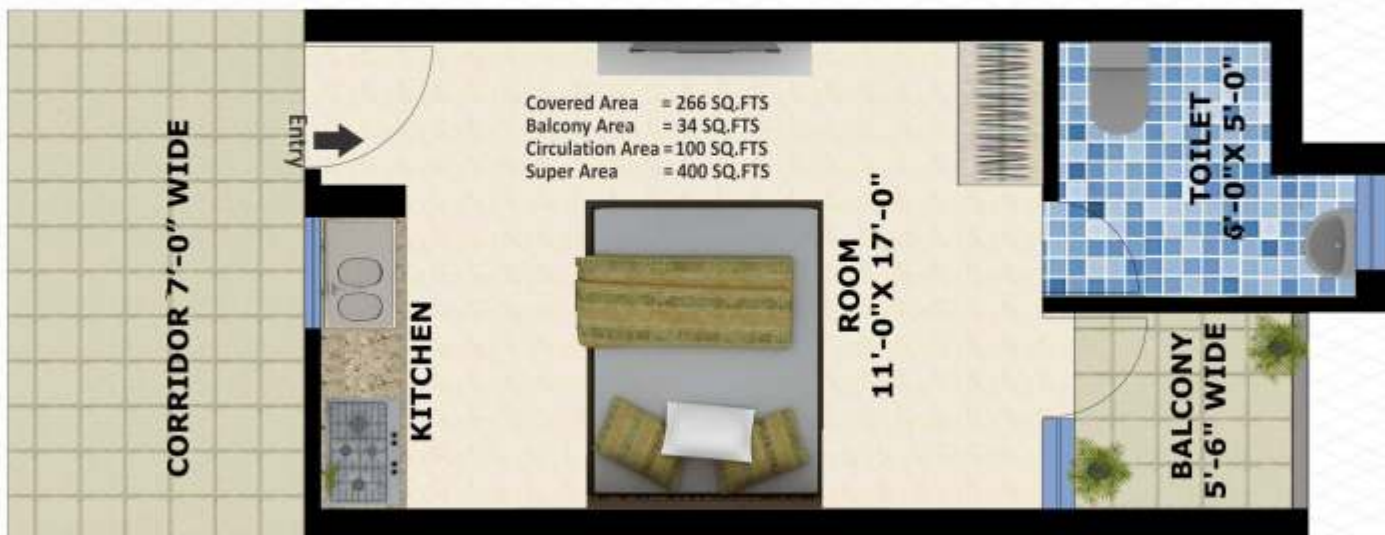 CORRIDOR 7'-0" WIDE
Entry
KITCHEN
Covered Area = 266 SQ.FTS
Balcony Area = 34 SQ.FTS
Circulation Area = 100 SQ.FTS
Super Area = 400 SQ.FTS
ROOM
11'-0"X 17'-0"
TOILET
6'-0"X 5'-0"
BALCONY
5'-6" WIDE